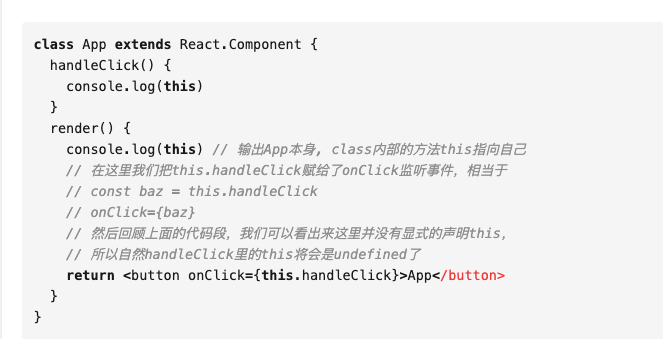 class App extends React.Component {
  handleClick() {
    console.log(this)
  }
  render() {
    console.log(this) // 输出App本身, class内部的方法this指向自己
    // 在这里我们把this.handleClick赋给了onClick监听事件，相当于
    // const baz = this.handleClick
    // onClick={baz}
    // 然后回顾上面的代码段，我们可以看出来这里并没有显式的声明this，
    // 所以自然handleClick里的this将会是undefined了
    return <button onClick={this.handleClick}>App</button>
  }
}